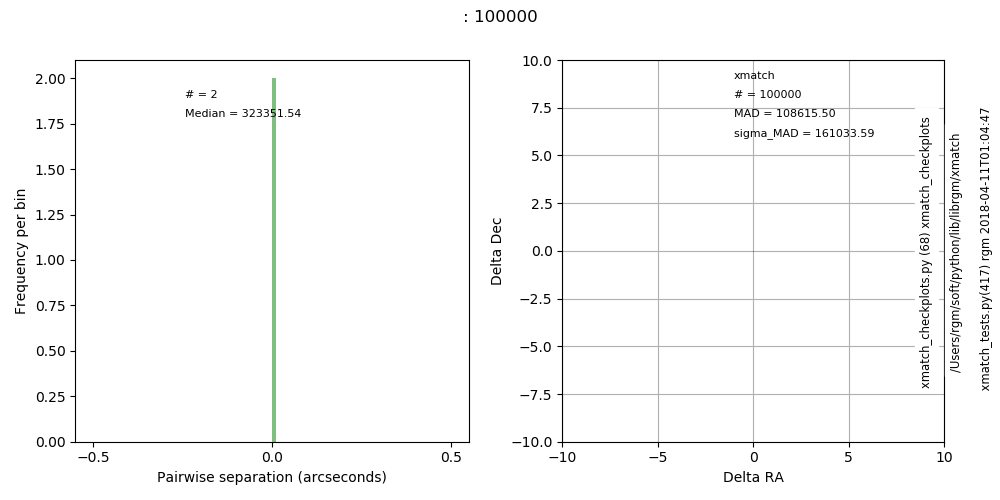 : 100000
2.00
1.75
1.50
1.25
1.00
0.75
0.50
0.25
0.00
Frequency per bin
# = 2
Median = 323351.54
−0.5
0.0
0.5
Pairwise separation (arcseconds)
10.0
7.5
5.0
2.5
0.0
−2.5
−5.0
−7.5
−10.0
Delta Dec
xmatch
# = 100000
MAD = 108615.50
sigma_MAD = 161033.59
−10
−5
0
5
10
Delta RA
xmatch_checkplots.py (68) xmatch_checkplots
/Users/rgm/soft/python/lib/librgm/xmatch
xmatch_tests.py(417) rgm 2018-04-11T01:04:47